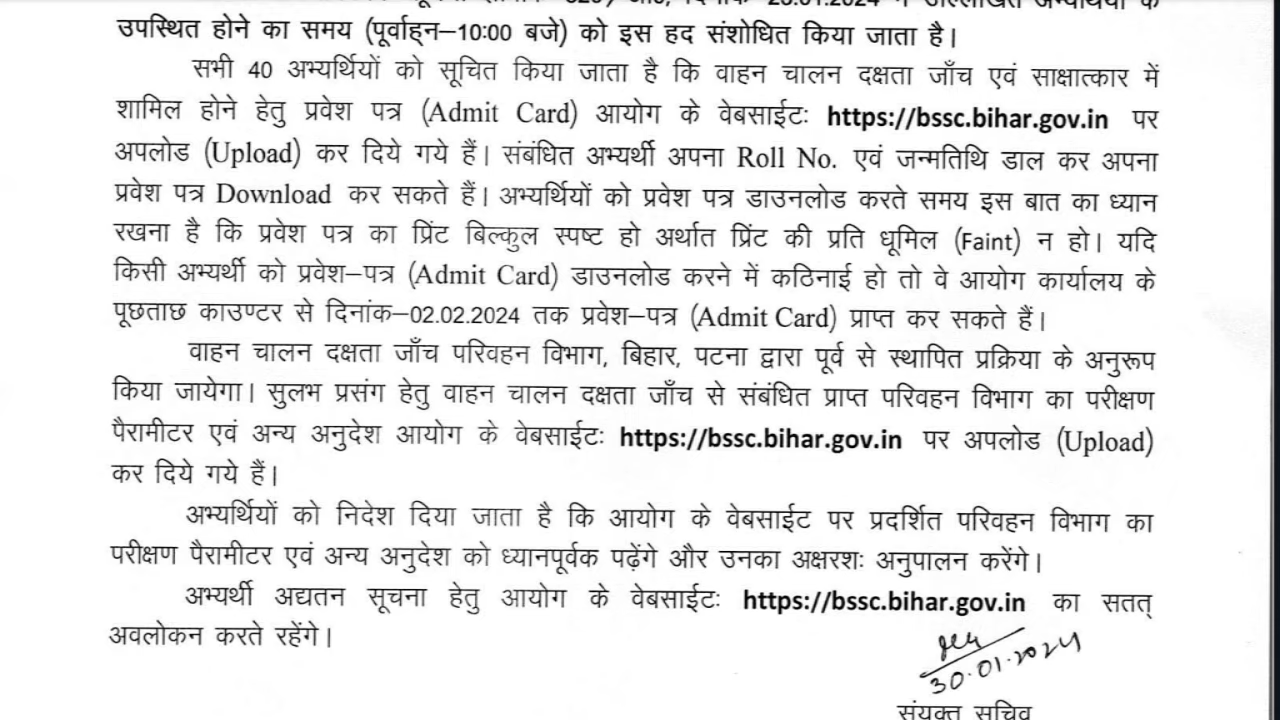 उपस्थित होने का समय (पूर्वाह्न–10:00 बजे) को इस हद संशोधित किया जाता है।
सभी 40 अभ्यर्थियों को सूचित किया जाता है कि वाहन चालन दक्षता जाँच एवं साक्षात्कार में
शामिल होने हेतु प्रवेश पत्र (Admit Card) आयोग के वेबसाईटः https://bssc.bihar.gov.in पर
अपलोड (Upload) कर दिये गये हैं। संबंधित अभ्यर्थी अपना Roll No. एवं जन्मतिथि डाल कर अपना
प्रवेश पत्र Download कर सकते हैं। अभ्यर्थियों को प्रवेश पत्र डाउनलोड करते समय इस बात का ध्यान
रखना है कि प्रवेश पत्र का प्रिंट बिल्कुल स्पष्ट हो अर्थात प्रिंट की प्रति धूमिल (Faint) न हो। यदि
किसी अभ्यर्थी को प्रवेश–पत्र (Admit Card) डाउनलोड करने में कठिनाई हो तो वे आयोग कार्यालय के
पूछताछ काउण्टर से दिनांक–02.02.2024 तक प्रवेश–पत्र (Admit Card) प्राप्त कर सकते हैं।
वाहन चालन दक्षता जाँच परिवहन विभाग, बिहार, पटना द्वारा पूर्व से स्थापित प्रक्रिया के अनुरूप
किया जायेगा। सुलभ प्रसंग हेतु वाहन चालन दक्षता जाँच से संबंधित प्राप्त परिवहन विभाग का परीक्षण
पैरामीटर एवं अन्य अनुदेश आयोग के वेबसाईटः https://bssc.bihar.gov.in पर अपलोड (Upload)
कर दिये गये हैं।
अभ्यर्थियों को निदेश दिया जाता है कि आयोग के वेबसाईट पर प्रदर्शित परिवहन विभाग का
परीक्षण पैरामीटर एवं अन्य अनुदेश को ध्यानपूर्वक पढ़ेंगे और उनका अक्षरशः अनुपालन करेंगे।
अभ्यर्थी अद्यतन सूचना हेतु आयोग के वेबसाईटः https://bssc.bihar.gov.in का सतत्
अवलोकन करते रहेंगे।
30.01.2024
संयुक्त सचिव